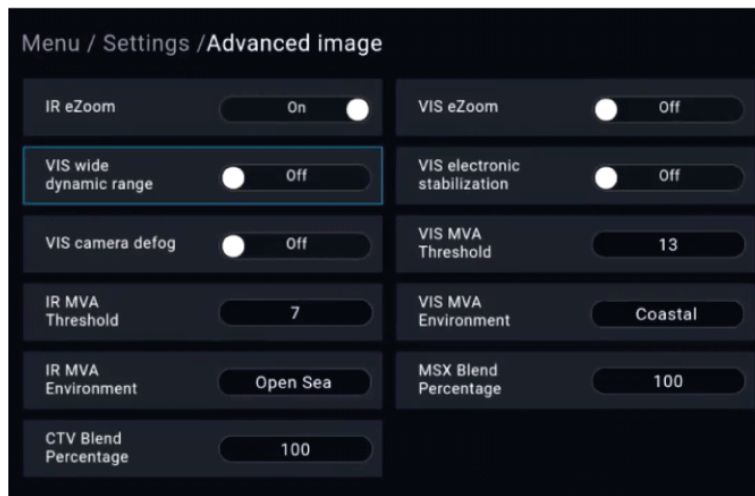 Menu / Settings /Advanced image
IR eZoom
On
VIS eZoom
Off
VIS wide
dynamic range
Off
VIS electronic
stabilization
Off
VIS camera defog
Off
VIS MVA
Threshold
13
IR MVA
Threshold
7
VIS MVA
Environment
Coastal
IR MVA
Environment
Open Sea
MSX Blend
Percentage
100
CTV Blend
Percentage
100